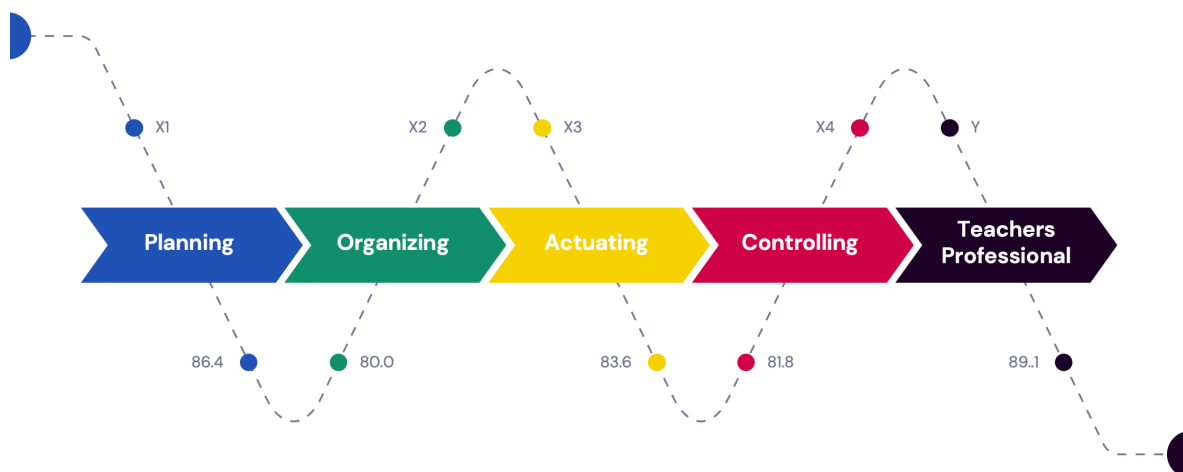 X1
X2
X3
X4
Y
Planning
Organizing
Actuating
Controlling
Teachers
Professional
86.4
80.0
83.6
81.8
89..1